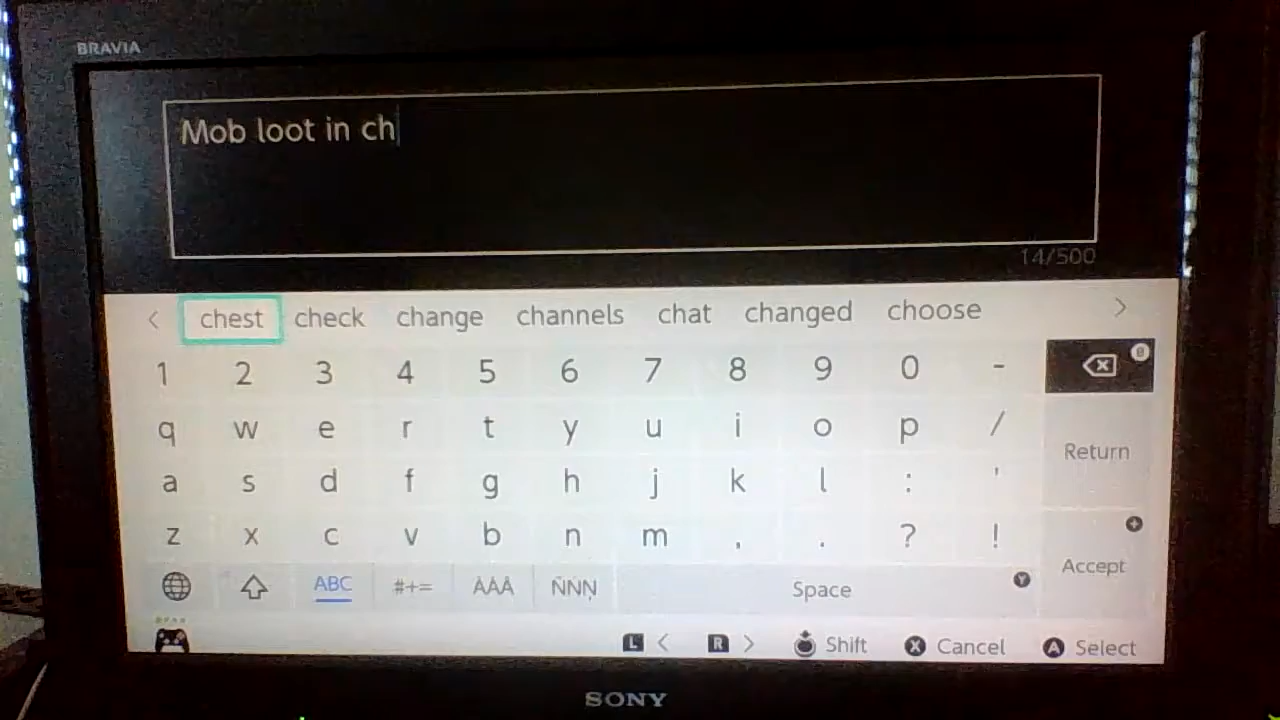 BRAVIA
Mob loot in ch
14/500
< chest check change channels chat changed choose >
1 2 3 4 5 6 7 8 9 0 -
q w e r t y u i o p /
Return
a s d f g h j k l : '
z x c v b n m , . ? !
Accept
ABC #+= ÀÁÂ ÑŃŅ Space Y
L < R > Shift X Cancel A Select
SONY